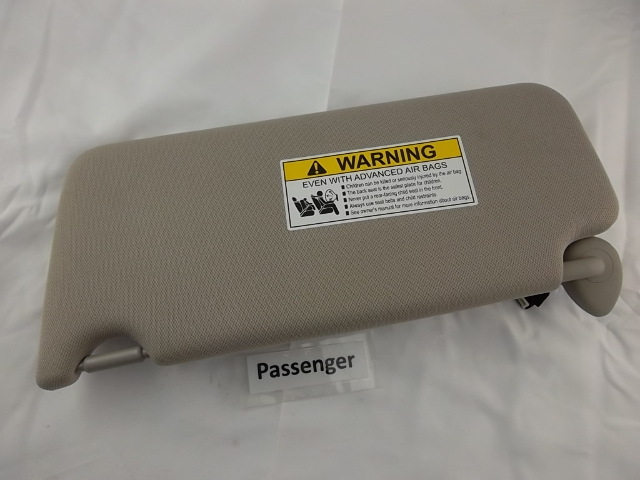 WARNING
EVEN WITH ADVANCED AIR BAGS
Children can be killed or seriously injured by the air bag
The back seat is the safest place for children.
Never put a rear-facing child seat in the front.
Always use seat belts and child restraints.
See owner's manual for more information about air bags.
Passenger